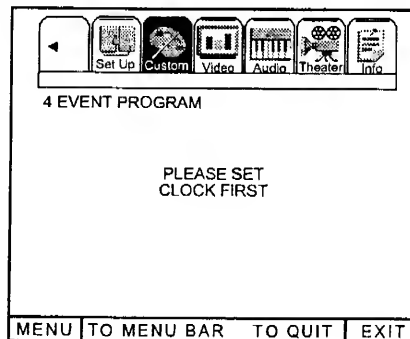 Set Up Custom Video Audio Theater Info
4 EVENT PROGRAM
PLEASE SET
CLOCK FIRST
MENU TO MENU BAR TO QUIT EXIT